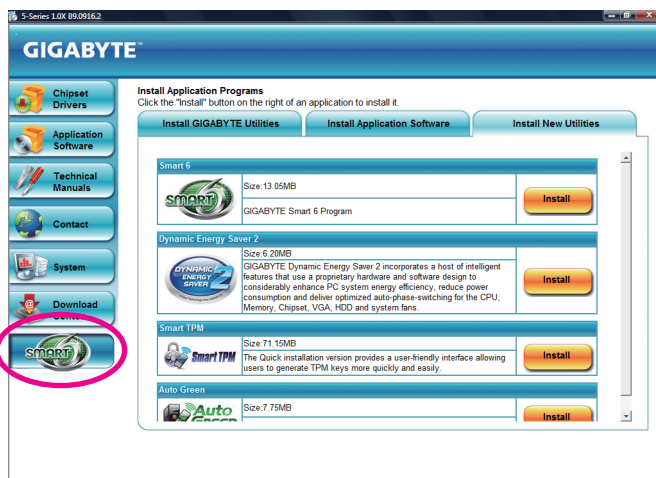 5-Series 1.0X B9.0916.2
GIGABYTE™
Chipset
Drivers
Application
Software
Technical
Manuals
Contact
System
Download
SMART6
Install Application Programs
Click the "Install" button on the right of an application to install it.
Install GIGABYTE Utilities
Install Application Software
Install New Utilities
Smart 6
SMART6
Size:13.05MB
GIGABYTE Smart 6 Program
Install
Dynamic Energy Saver 2
DYNAMIC
ENERGY
SAVER 2
Size:6.20MB
GIGABYTE Dynamic Energy Saver 2 incorporates a host of intelligent
features that use a proprietary hardware and software design to
considerably enhance PC system energy efficiency, reduce power
consumption and deliver optimized auto-phase-switching for the CPU,
Memory, Chipset, VGA, HDD and system fans.
Install
Smart TPM
Smart TPM
Size:71.15MB
The Quick installation version provides a user-friendly interface allowing
users to generate TPM keys more quickly and easily.
Install
Auto Green
Auto
Size:7.75MB
Install